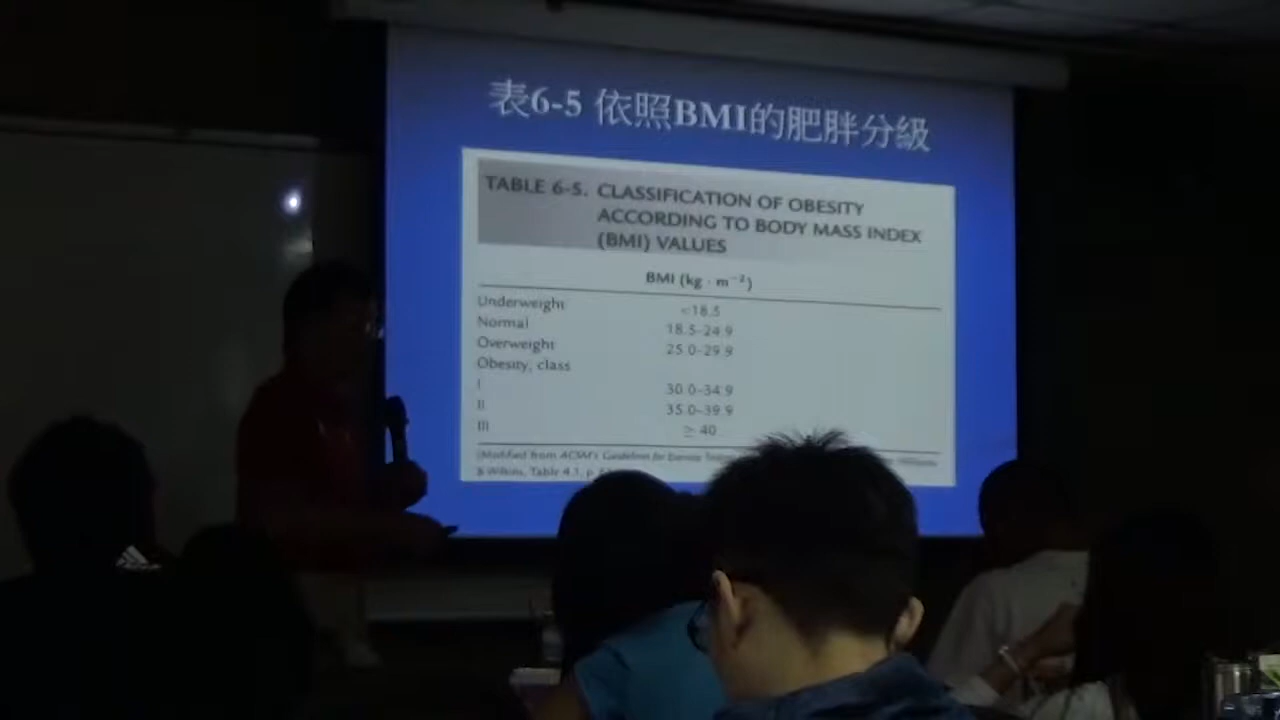 表6-5 依照BMI的肥胖分級
TABLE 6-5. CLASSIFICATION OF OBESITY
ACCORDING TO BODY MASS INDEX
(BMI) VALUES
BMI (kg · m⁻²)
Underweight <18.5
Normal 18.5-24.9
Overweight 25.0-29.9
Obesity, class
I 30.0-34.9
II 35.0-39.9
III ≥ 40
(Modified from ACSM's Guideline for Exercise
& Wilkins, Table 4.1, p.